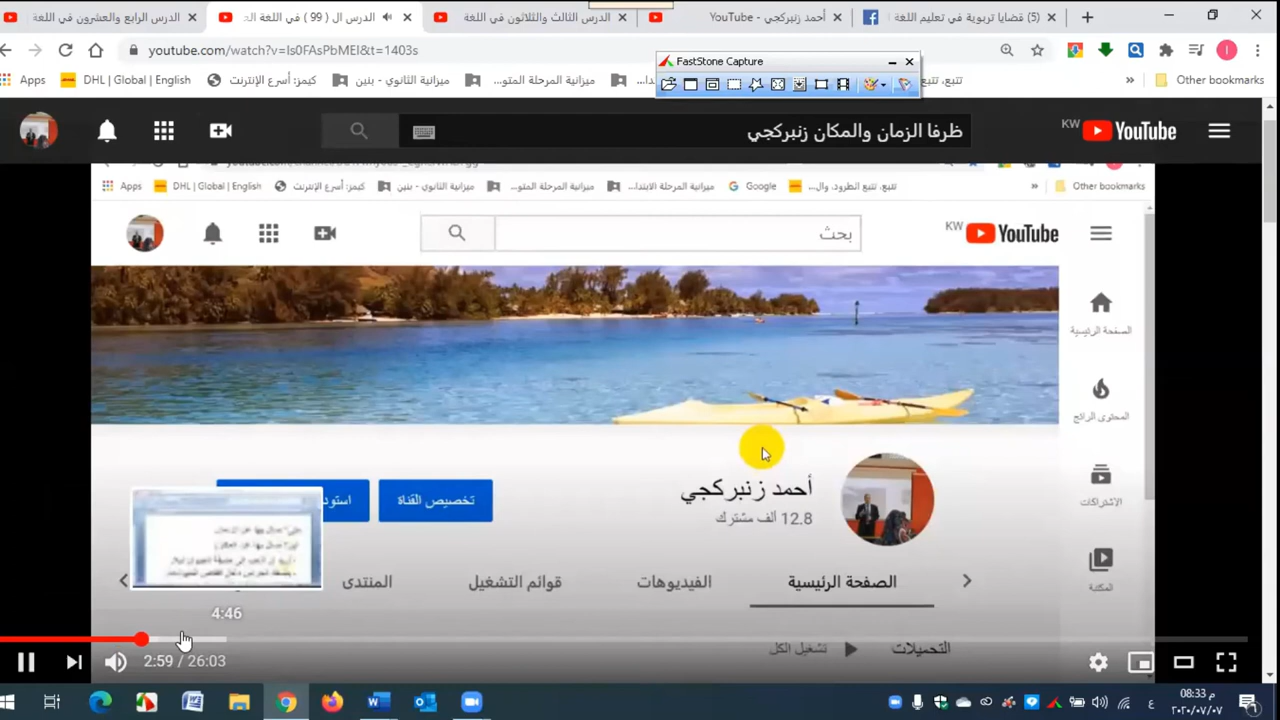 الدرس الرابع والعشرون في اللغة
الدرس ال ( 99 ) في اللغة الع
الدرس الثالث والثلاثون في اللغة
أحمد زنبركجي - YouTube
(5) قضايا تربوية في تعليم اللغة
youtube.com/watch?v=Is0FAsPbMEI&t=1403s
FastStone Capture
Apps
DHL | Global | English
كيمز: أسرع الإنترنت
ميزانية الثانوي - بنين
ميزانية المرحلة المتو...
تتبع، تتبع
Other bookmarks
ظرفا الزمان والمكان زنبركجي
YouTube KW
Apps
DHL | Global | English
كيمز: أسرع الإنترنت
ميزانية الثانوي - بنين
ميزانية المرحلة المتو...
ميزانية المرحلة الابتدا...
Google
تتبع، تتبع الطرود، وال...
Other bookmarks
بحث
YouTube KW
الصفحة الرئيسية
المحتوى الرائج
الاشتراكات
المكتبة
أحمد زنبركجي
12.8 ألف مشترك
تخصيص القناة
استود
الصفحة الرئيسية
الفيديوهات
قوائم التشغيل
المنتدى
4:46
التحميلات
تشغيل الكل
2:59 / 26:03
08:33 م
٢٠٢٠/٠٧/٠٧
ع